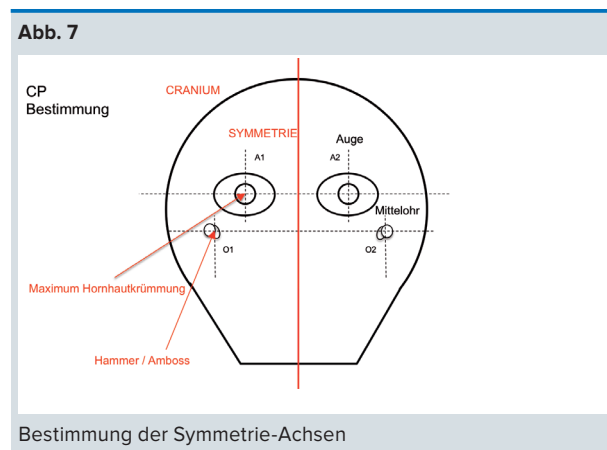 Abb. 7
CP
Bestimmung
CRANIUM
SYMMETRIE
Auge
A1
A2
Mittelohr
O1
O2
Maximum Hornhautkrümmung
Hammer / Amboss
Bestimmung der Symmetrie-Achsen